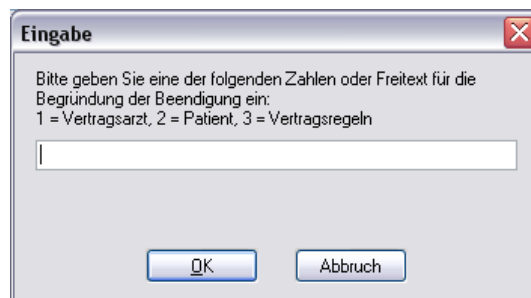 Eingabe
Bitte geben Sie eine der folgenden Zahlen oder Freitext für die
Begründung der Beendigung ein:
1 = Vertragsarzt, 2 = Patient, 3 = Vertragsregeln
OK
Abbruch